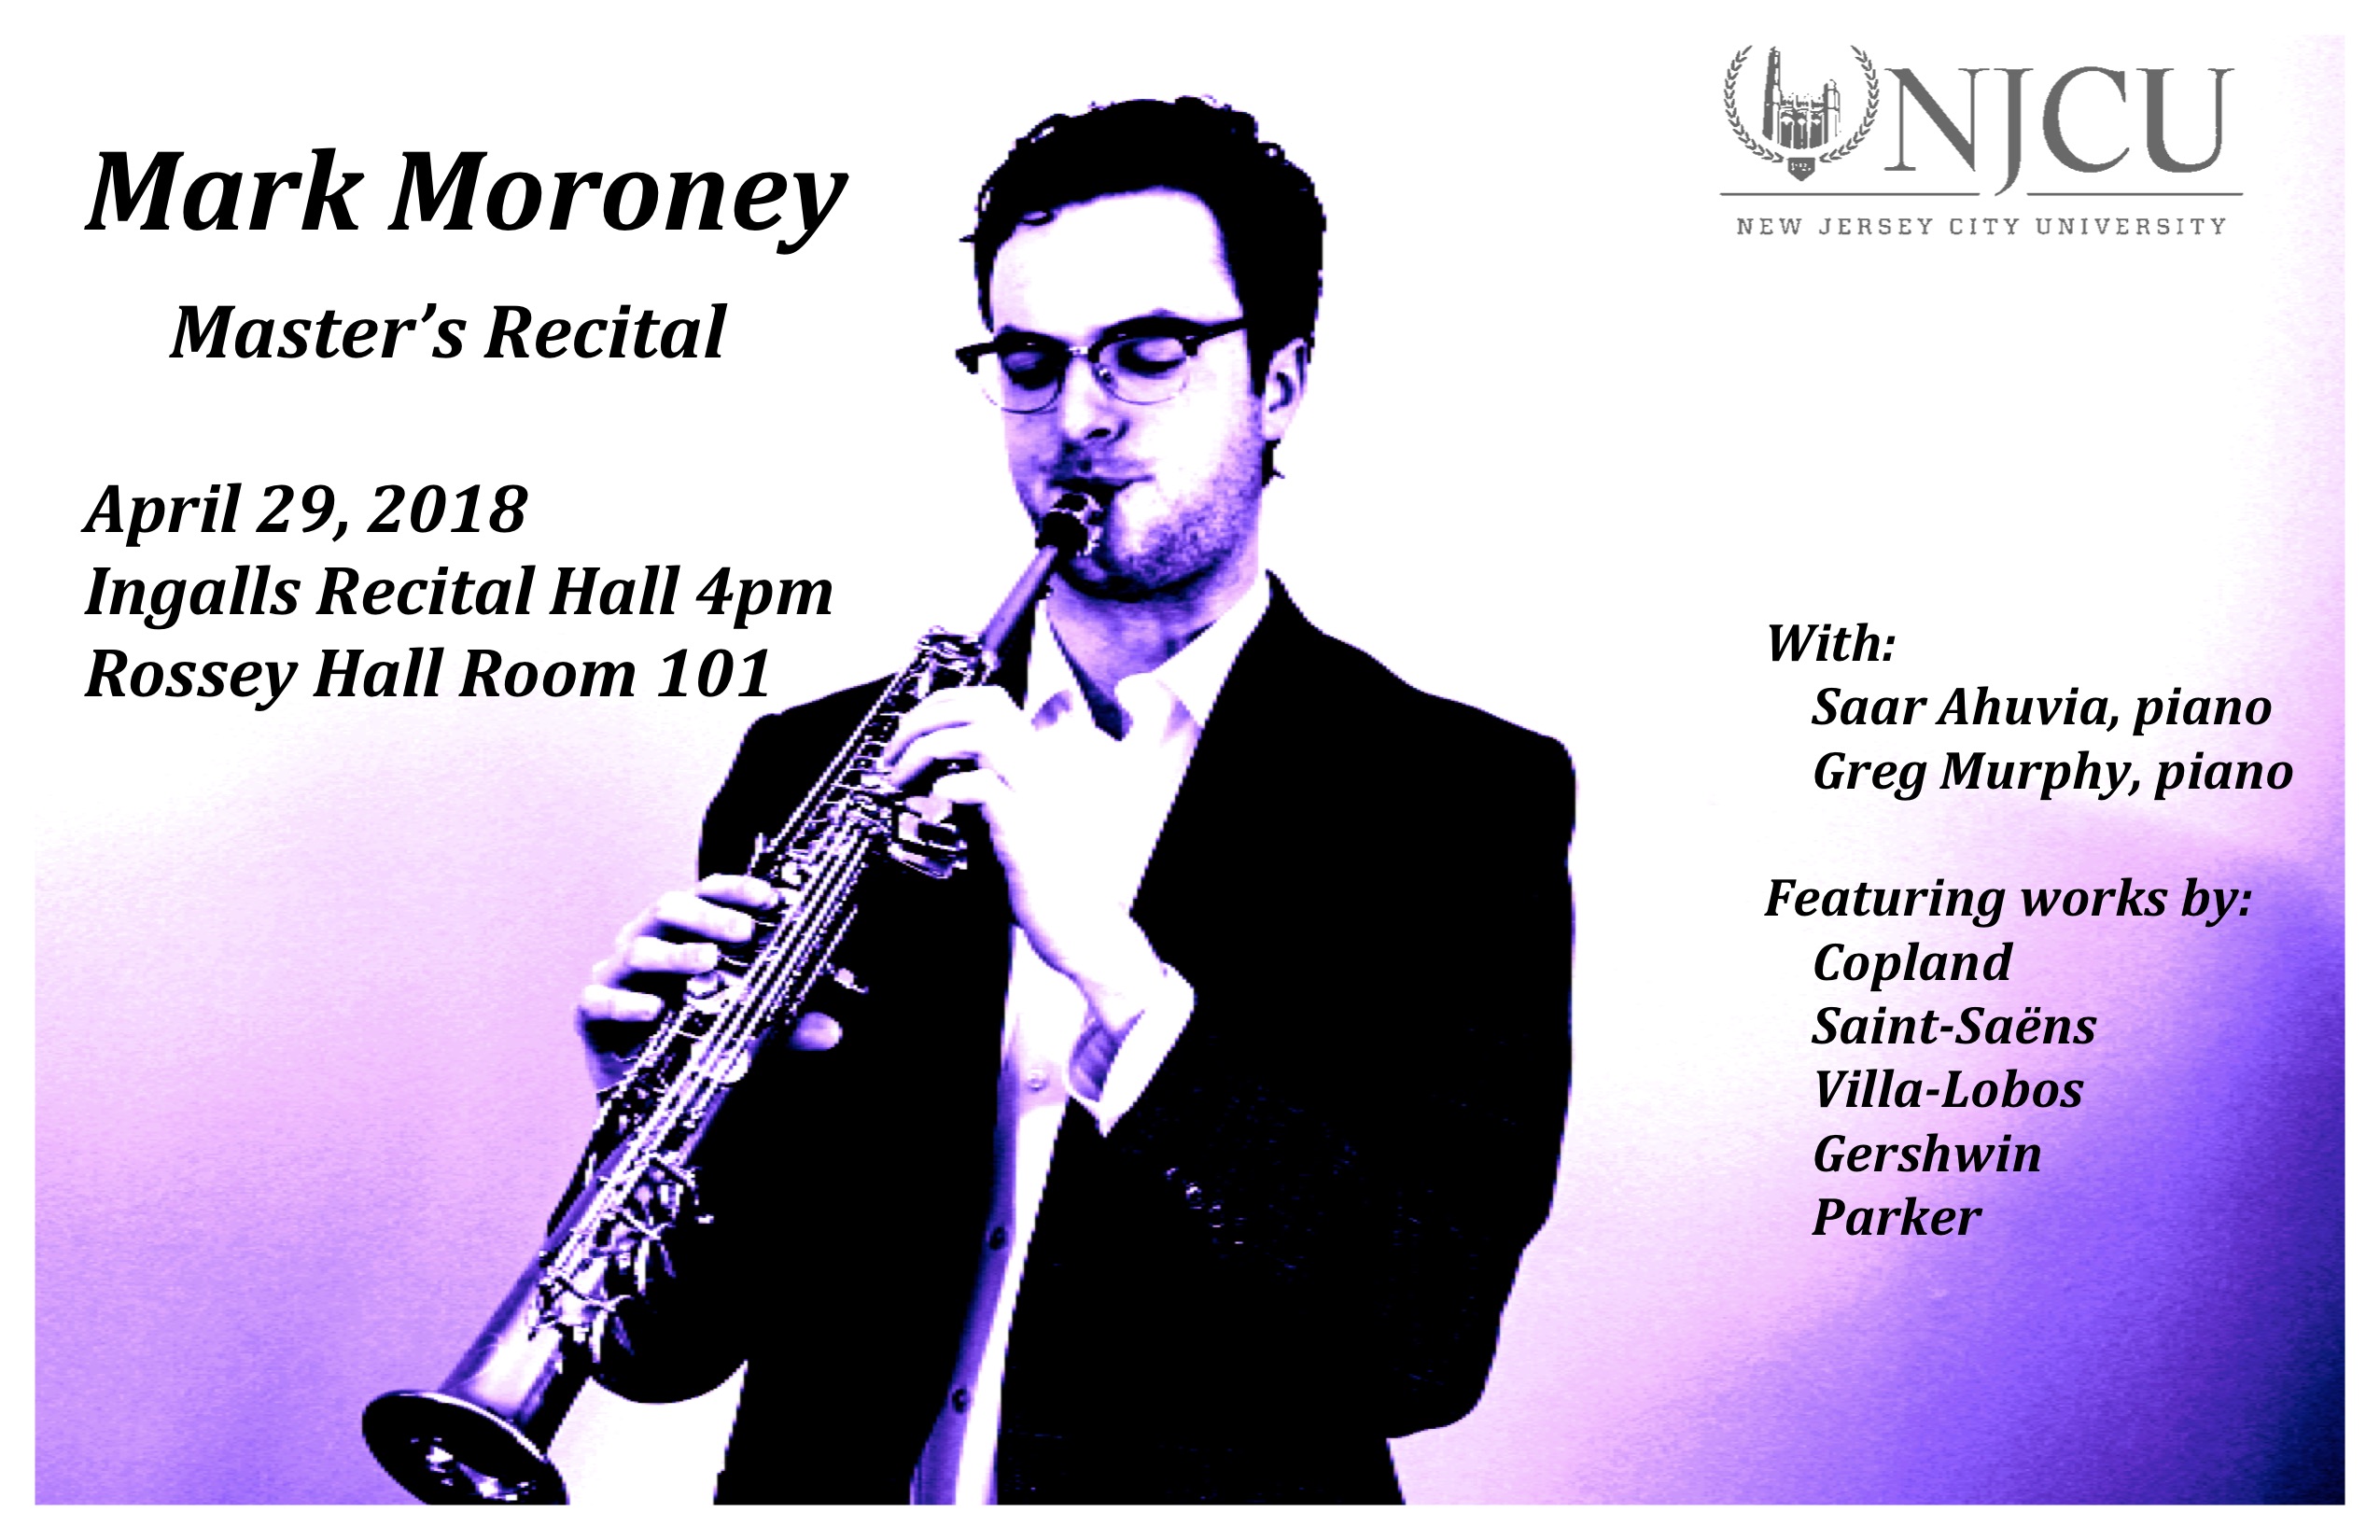 Mark Moroney
Master’s Recital
April 29, 2018
Ingalls Recital Hall 4pm
Rossey Hall Room 101
NJCU
NEW JERSEY CITY UNIVERSITY
With:
Saar Ahuvia, piano
Greg Murphy, piano
Featuring works by:
Copland
Saint-Saëns
Villa-Lobos
Gershwin
Parker